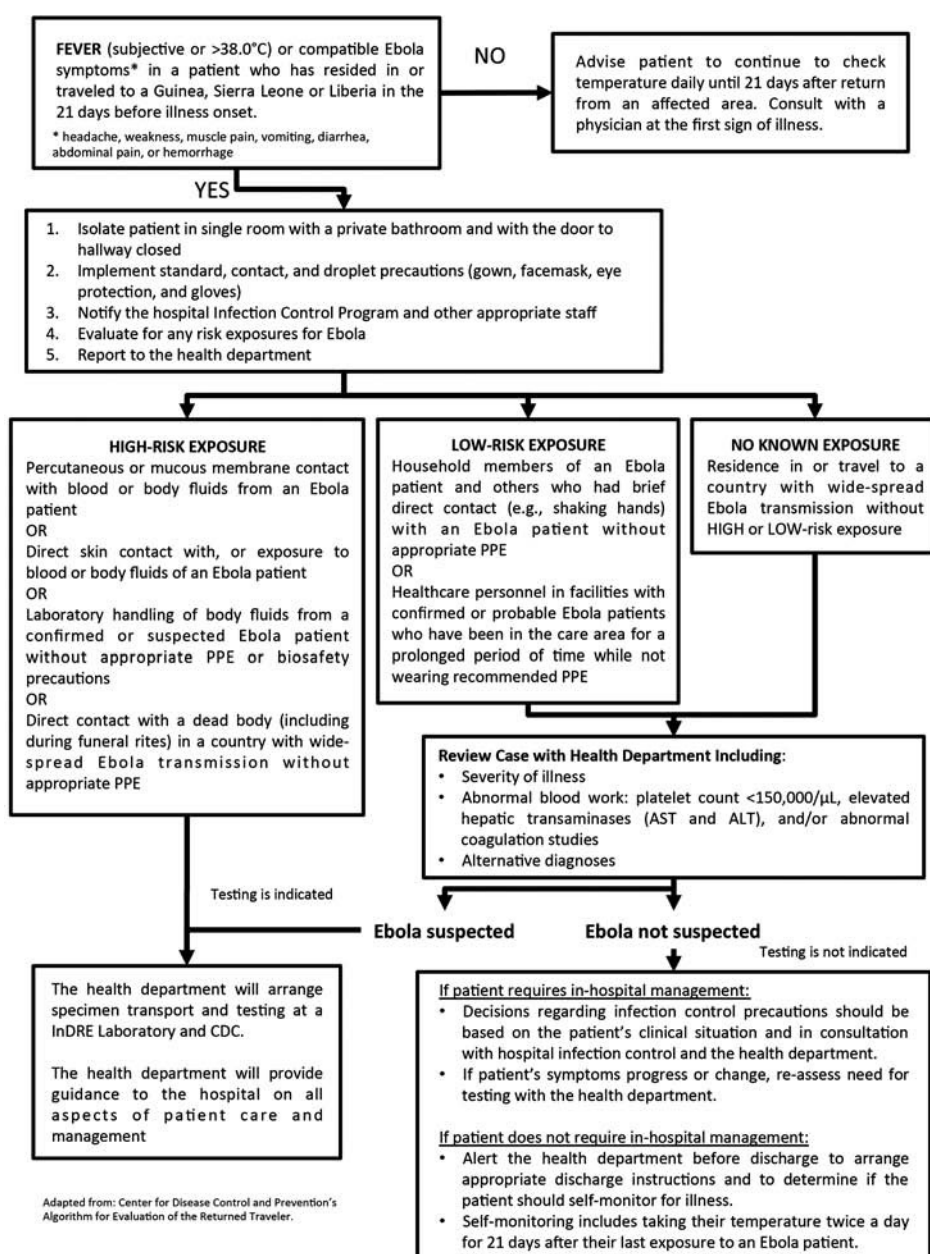 FEVER (subjective or >38.0°C) or compatible Ebola
symptoms* in a patient who has resided in or
traveled to a Guinea, Sierra Leone or Liberia in the
21 days before illness onset.
* headache, weakness, muscle pain, vomiting, diarrhea,
abdominal pain, or hemorrhage
NO
Advise patient to continue to check
temperature daily until 21 days after return
from an affected area. Consult with a
physician at the first sign of illness.
YES
1. Isolate patient in single room with a private bathroom and with the door to
hallway closed
2. Implement standard, contact, and droplet precautions (gown, facemask, eye
protection, and gloves)
3. Notify the hospital Infection Control Program and other appropriate staff
4. Evaluate for any risk exposures for Ebola
5. Report to the health department
HIGH-RISK EXPOSURE
Percutaneous or mucous membrane contact
with blood or body fluids from an Ebola
patient
OR
Direct skin contact with, or exposure to
blood or body fluids of an Ebola patient
OR
Laboratory handling of body fluids from a
confirmed or suspected Ebola patient
without appropriate PPE or biosafety
precautions
OR
Direct contact with a dead body (including
during funeral rites) in a country with wide-
spread Ebola transmission without
appropriate PPE
LOW-RISK EXPOSURE
Household members of an Ebola
patient and others who had brief
direct contact (e.g., shaking hands)
with an Ebola patient without
appropriate PPE
OR
Healthcare personnel in facilities with
confirmed or probable Ebola patients
who have been in the care area for a
prolonged period of time while not
wearing recommended PPE
NO KNOWN EXPOSURE
Residence in or travel to a
country with wide-spread
Ebola transmission without
HIGH or LOW-risk exposure
Review Case with Health Department Including:
• Severity of illness
• Abnormal blood work: platelet count <150,000/µL, elevated
hepatic transaminases (AST and ALT), and/or abnormal
coagulation studies
• Alternative diagnoses
Testing is indicated
Ebola suspected
Ebola not suspected
Testing is not indicated
The health department will arrange
specimen transport and testing at a
InDRE Laboratory and CDC.
The health department will provide
guidance to the hospital on all
aspects of patient care and
management
If patient requires in-hospital management:
• Decisions regarding infection control precautions should be
based on the patient's clinical situation and in consultation
with hospital infection control and the health department.
• If patient's symptoms progress or change, re-assess need for
testing with the health department.
If patient does not require in-hospital management:
• Alert the health department before discharge to arrange
appropriate discharge instructions and to determine if the
patient should self-monitor for illness.
• Self-monitoring includes taking their temperature twice a day
for 21 days after their last exposure to an Ebola patient.
Adapted from: Center for Disease Control and Prevention's
Algorithm for Evaluation of the Returned Traveler.